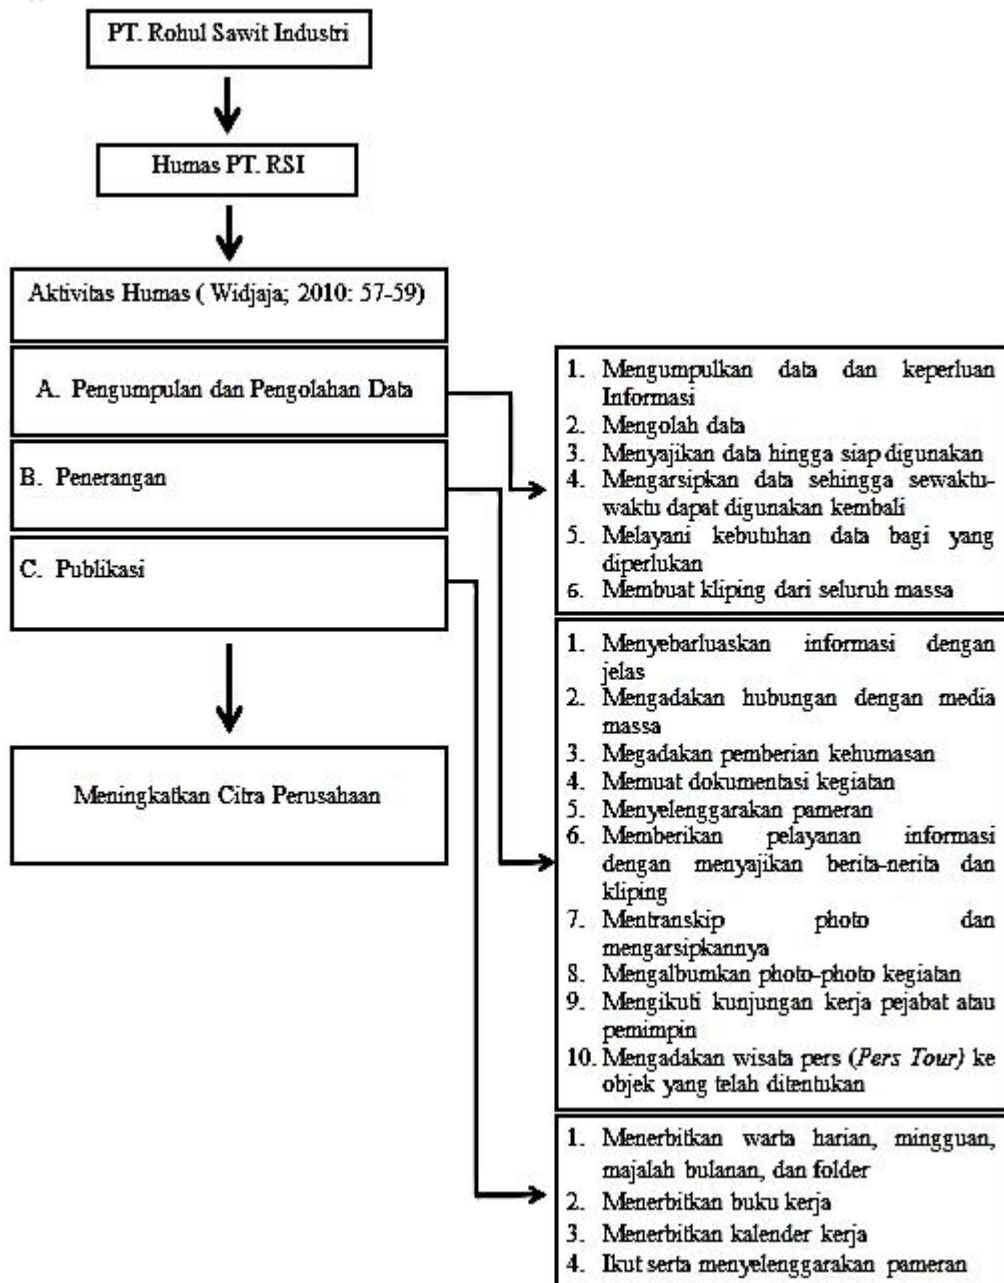 PT. Rohul Sawit Industri
Humas PT. RSI
Aktivitas Humas ( Widjaja; 2010: 57-59)
A. Pengumpulan dan Pengolahan Data
B. Penerangan
C. Publikasi
Meningkatkan Citra Perusahaan
1. Mengumpulkan data dan keperluan
Informasi
2. Mengolah data
3. Menyajikan data hingga siap digunakan
4. Mengarsipkan data sehingga sewaktu-
waktu dapat digunakan kembali
5. Melayani kebutuhan data bagi yang
diperlukan
6. Membuat kliping dari seluruh massa
1. Menyebarluaskan informasi dengan
jelas
2. Mengadakan hubungan dengan media
massa
3. Megadakan pemberian kehumasan
4. Memuat dokumentasi kegiatan
5. Menyelenggarakan pameran
6. Memberikan pelayanan informasi
dengan menyajikan berita-nerita dan
kliping
7. Mentranskip photo dan
mengarsipkannya
8. Mengalbumkan photo-photo kegiatan
9. Mengikuti kunjungan kerja pejabat atau
pemimpin
10. Mengadakan wisata pers (Pers Tour) ke
objek yang telah ditentukan
1. Menerbitkan warta harian, mingguan,
majalah bulanan, dan folder
2. Menerbitkan buku kerja
3. Menerbitkan kalender kerja
4. Ikut serta menyelenggarakan pameran